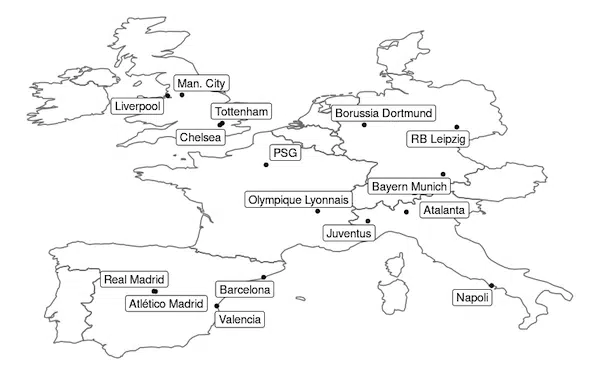 Man. City
Liverpool
Tottenham
Borussia Dortmund
Chelsea
RB Leipzig
PSG
Bayern Munich
Olympique Lyonnais
Atalanta
Juventus
Real Madrid
Barcelona
Atlético Madrid
Napoli
Valencia